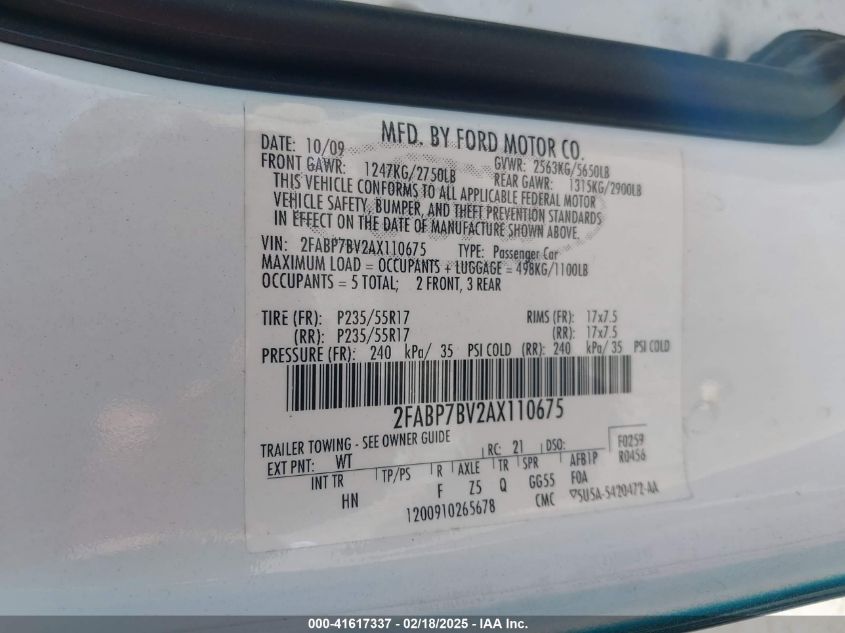 MFD. BY FORD MOTOR CO.
DATE: 10/09 GVWR: 2563KG/5650LB
FRONT GAWR: 1247KG/2750LB REAR GAWR: 1315KG/2900LB
THIS VEHICLE CONFORMS TO ALL APPLICABLE FEDERAL MOTOR
VEHICLE SAFETY, BUMPER, AND THEFT PREVENTION STANDARDS
IN EFFECT ON THE DATE OF MANUFACTURE SHOWN ABOVE.
VIN: 2FABP7BV2AX110675 TYPE: Passenger Car
MAXIMUM LOAD = OCCUPANTS + LUGGAGE = 498KG/1100LB
OCCUPANTS = 5 TOTAL; 2 FRONT, 3 REAR
TIRE (FR): P235/55R17 RIMS (FR): 17x7.5
(RR): P235/55R17 (RR): 17x7.5
PRESSURE (FR): 240 kPa/ 35 PSI COLD (RR): 240 kPa/ 35 PSI COLD
2FABP7BV2AX110675
TRAILER TOWING - SEE OWNER GUIDE
EXT PNT: WT RC: 21 DSO: F0259
R0456
INT TR TP/PS R AXLE TR SPR AFB1P
HN F Z5 Q GG55 F0A
1200910265678 CMC 5U5A-5420472-AA
000-41617337 - 02/18/2025 - IAA Inc.